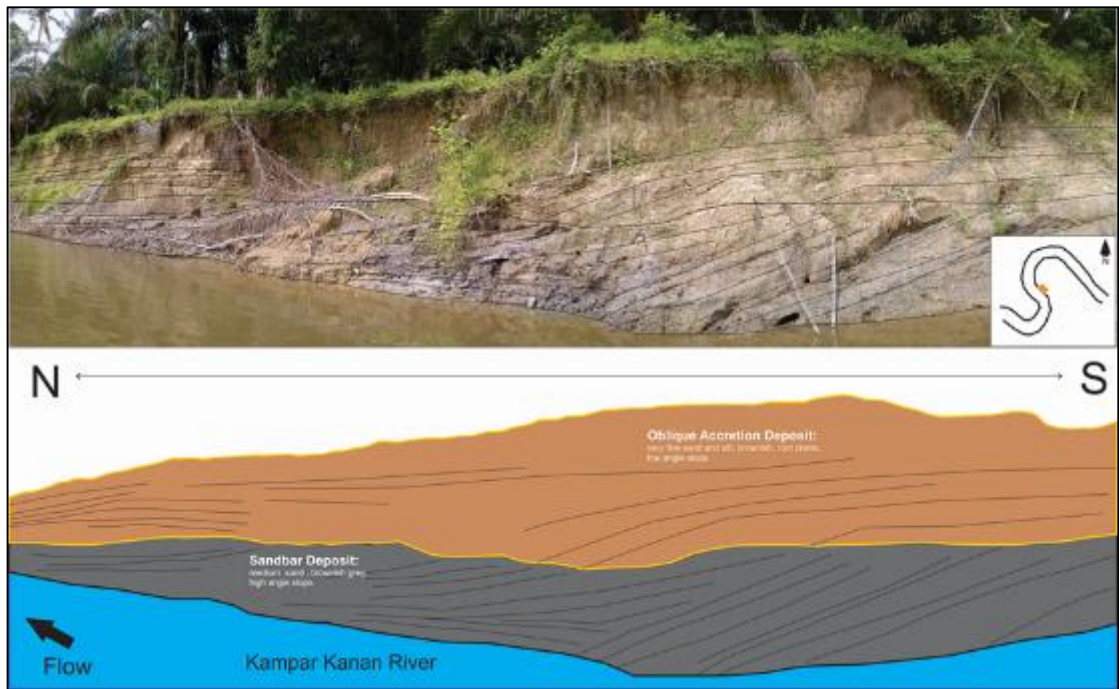 N
N
S
Oblique Accretion Deposit:
very fine sand and silt, brownish, root plants,
low angle slope.
Sandbar Deposit:
medium sand, brownish grey,
high angle slope.
Flow
Kampar Kanan River